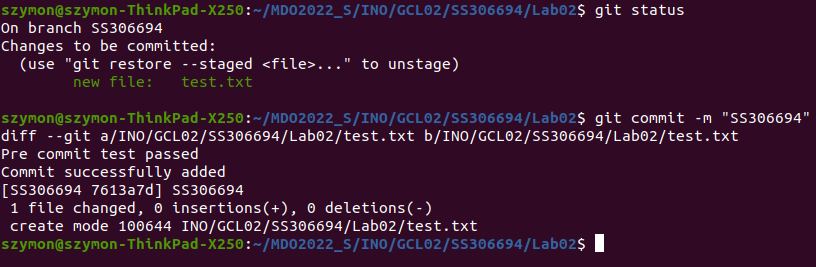 szymon@szymon-ThinkPad-X250:~/MDO2022_S/INO/GCL02/SS306694/Lab02$ git status
On branch SS306694
Changes to be committed:
  (use "git restore --staged <file>..." to unstage)
        new file:   test.txt

szymon@szymon-ThinkPad-X250:~/MDO2022_S/INO/GCL02/SS306694/Lab02$ git commit -m "SS306694"
diff --git a/INO/GCL02/SS306694/Lab02/test.txt b/INO/GCL02/SS306694/Lab02/test.txt
Pre commit test passed
Commit successfully added
[SS306694 7613a7d] SS306694
 1 file changed, 0 insertions(+), 0 deletions(-)
 create mode 100644 INO/GCL02/SS306694/Lab02/test.txt
szymon@szymon-ThinkPad-X250:~/MDO2022_S/INO/GCL02/SS306694/Lab02$